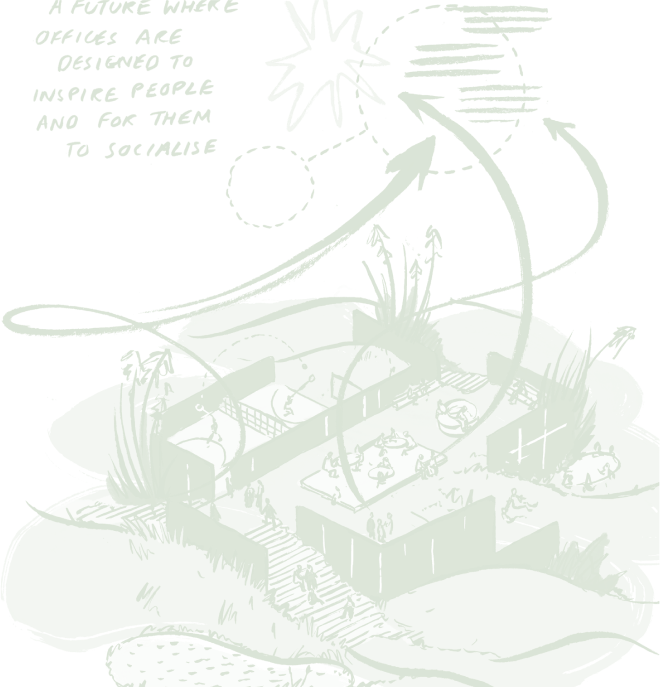 A FUTURE WHERE
OFFICES ARE
DESIGNED TO
INSPIRE PEOPLE
AND FOR THEM
TO SOCIALISE